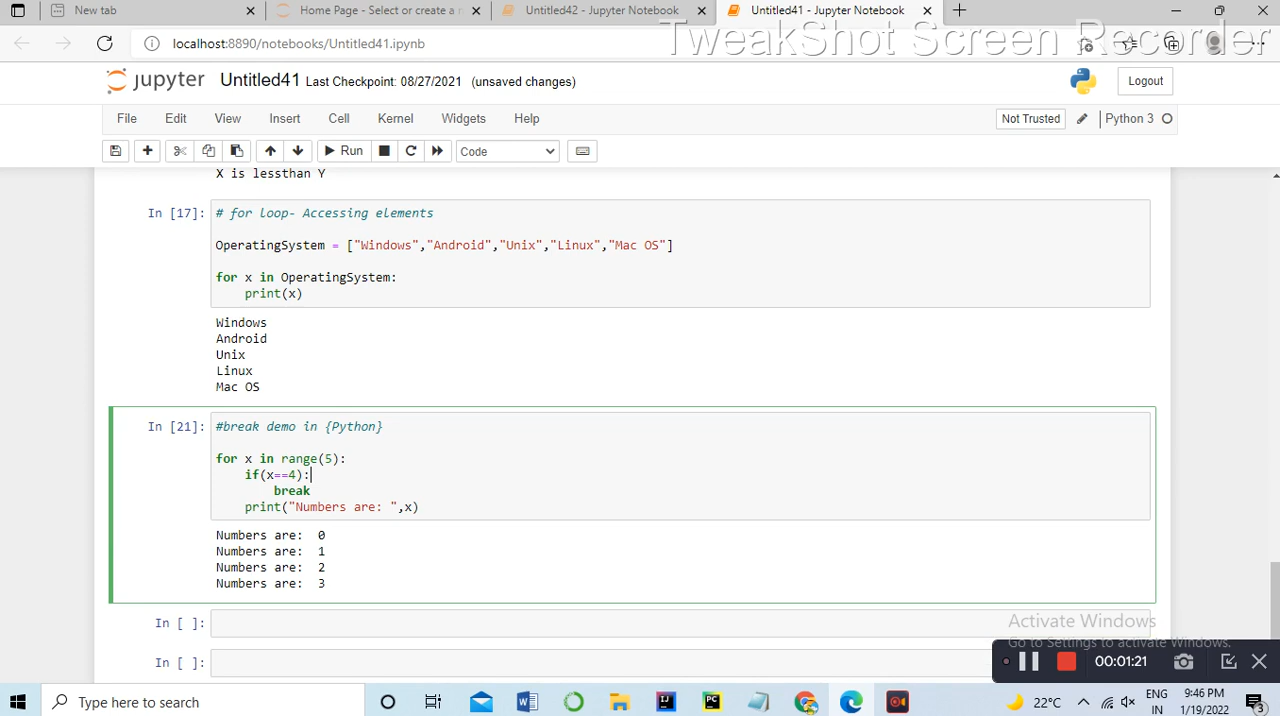 New tab
Home Page - Select or create a n
Untitled42 - Jupyter Notebook
Untitled41 - Jupyter Notebook
localhost:8890/notebooks/Untitled41.ipynb
TweakShot Screen Recorder
jupyter Untitled41 Last Checkpoint: 08/27/2021 (unsaved changes)
Logout
File Edit View Insert Cell Kernel Widgets Help
Not Trusted
Python 3
Run
Code
X is lessthan Y
In [17]: # for loop- Accessing elements
OperatingSystem = ["Windows","Android","Unix","Linux","Mac OS"]
for x in OperatingSystem:
print(x)
Windows
Android
Unix
Linux
Mac OS
In [21]: #break demo in {Python}
for x in range(5):
if(x==4):
break
print("Numbers are: ",x)
Numbers are:  0
Numbers are:  1
Numbers are:  2
Numbers are:  3
In [ ]:
In [ ]:
Activate Windows
Go to Settings to activate Windows.
00:01:21
Type here to search
22°C
ENG
IN
9:46 PM
1/19/2022
3